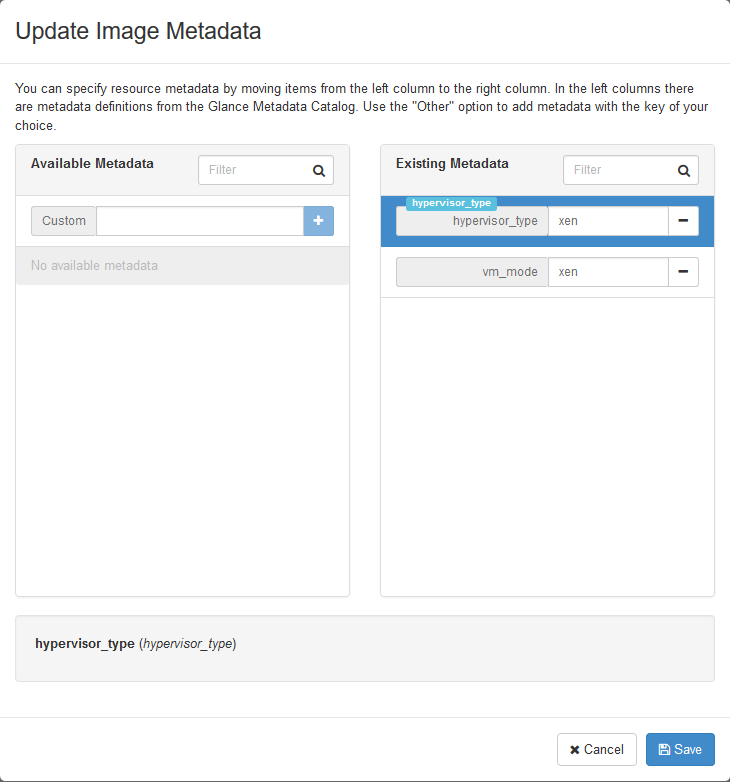 Update Image Metadata
You can specify resource metadata by moving items from the left column to the right column. In the left columns there
are metadata definitions from the Glance Metadata Catalog. Use the "Other" option to add metadata with the key of your
choice.
Available Metadata
Filter
Custom
+
No available metadata
Existing Metadata
Filter
hypervisor_type
hypervisor_type xen
vm_mode xen
hypervisor_type (hypervisor_type)
Cancel
Save